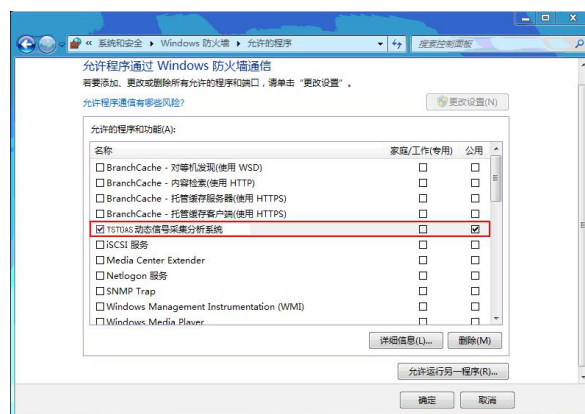 « 系统和安全 ▸ Windows 防火墙 ▸ 允许的程序
搜索控制面板
允许程序通过 Windows 防火墙通信
若要添加、更改或删除所有允许的程序和端口，请单击“更改设置”。
允许程序通信有哪些风险?
更改设置(N)
允许的程序和功能(A):
名称 家庭/工作(专用) 公用
BranchCache - 对等机发现(使用 WSD)
BranchCache - 内容检索(使用 HTTP)
BranchCache - 托管缓存服务器(使用 HTTPS)
BranchCache - 托管缓存客户端(使用 HTTPS)
TSTDAS动态信号采集分析系统
iSCSI 服务
Media Center Extender
Netlogon 服务
SNMP Trap
Windows Management Instrumentation (WMI)
Windows Media Player
详细信息(L)... 删除(M)
允许运行另一程序(R)...
确定 取消